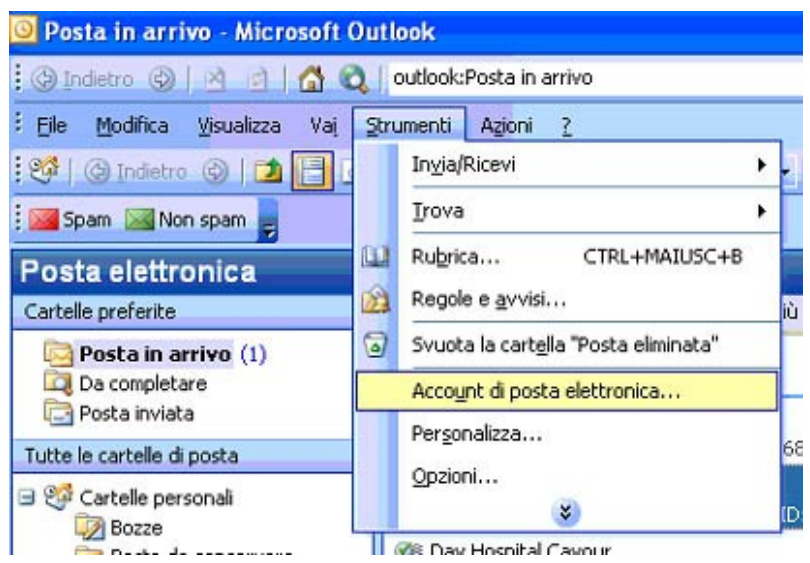 Posta in arrivo - Microsoft Outlook
Indietro outlook:Posta in arrivo
File Modifica Visualizza Vai Strumenti Azioni ?
Indietro Invia/Ricevi
Spam Non spam Trova
Posta elettronica Rubrica... CTRL+MAIUSC+B
Cartelle preferite Regole e avvisi...
Posta in arrivo (1) Svuota la cartella "Posta eliminata"
Da completare Account di posta elettronica...
Posta inviata Personalizza...
Tutte le cartelle di posta Opzioni...
Cartelle personali
Bozze
Day Hospital Cavour